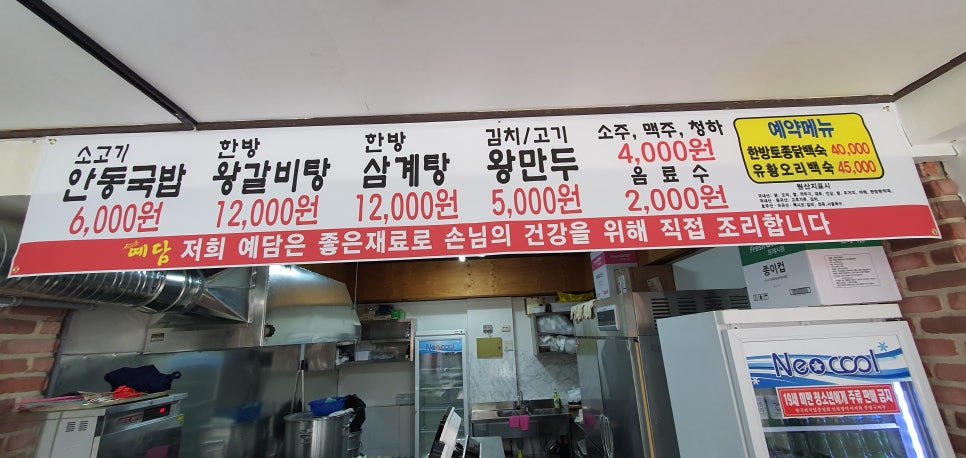 소고기
안동국밥
6,000원
한방
왕갈비탕
12,000원
한방
삼계탕
12,000원
김치/고기
왕만두
5,000원
소주, 맥주, 청하
4,000원
음료수
2,000원
예약메뉴
한방토종닭백숙 40,000
유황오리백숙 45,000
원산지표시
예담 저희 예담은 좋은재료로 손님의 건강을 위해 직접 조리합니다
종이컵
Neocool
Neocool
19세 미만 청소년에게 주류 판매 금지